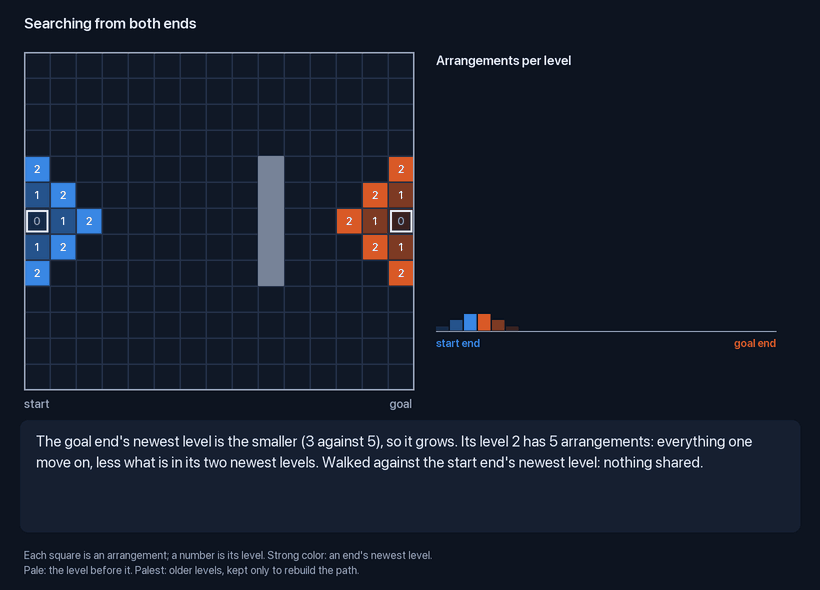 Searching from both ends
Arrangements per level
2 2
1 2 2 1
0 1 2 2 1 0
1 2 2 1
2 2
start end goal end
start goal
The goal end's newest level is the smaller (3 against 5), so it grows. Its level 2 has 5 arrangements: everything one
move on, less what is in its two newest levels. Walked against the start end's newest level: nothing shared.
Each square is an arrangement; a number is its level. Strong color: an end's newest level.
Pale: the level before it. Palest: older levels, kept only to rebuild the path.